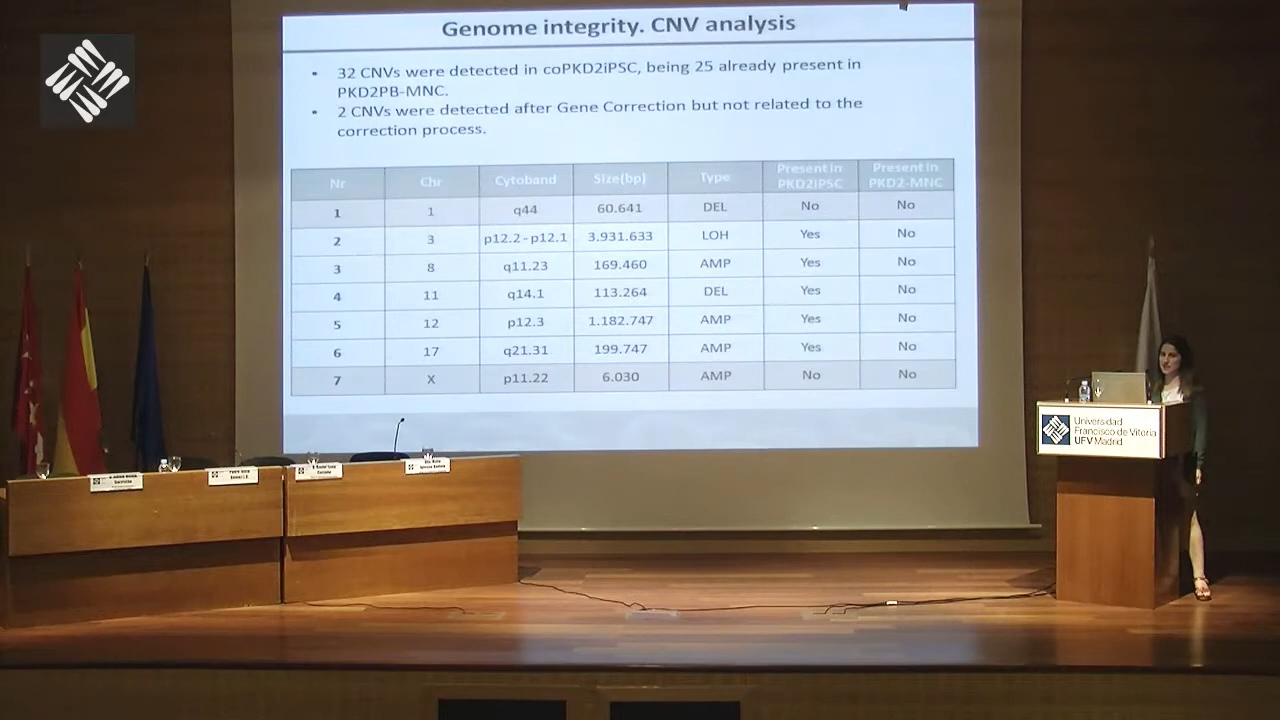 Genome integrity. CNV analysis
• 32 CNVs were detected in coPKD2iPSC, being 25 already present in
PKD2PB-MNC.
• 2 CNVs were detected after Gene Correction but not related to the
correction process.
Nr Chr Cytoband Size(bp) Type Present in PKD2iPSC Present in PKD2-MNC
1 1 q44 60.641 DEL No No
2 3 p12.2 - p12.1 3.931.633 LOH Yes No
3 8 q11.23 169.460 AMP Yes No
4 11 q14.1 113.264 DEL Yes No
5 12 p12.3 1.182.747 AMP Yes No
6 17 q21.31 199.747 AMP Yes No
7 X p11.22 6.030 AMP No No
Universidad
Francisco de Vitoria
UFV Madrid